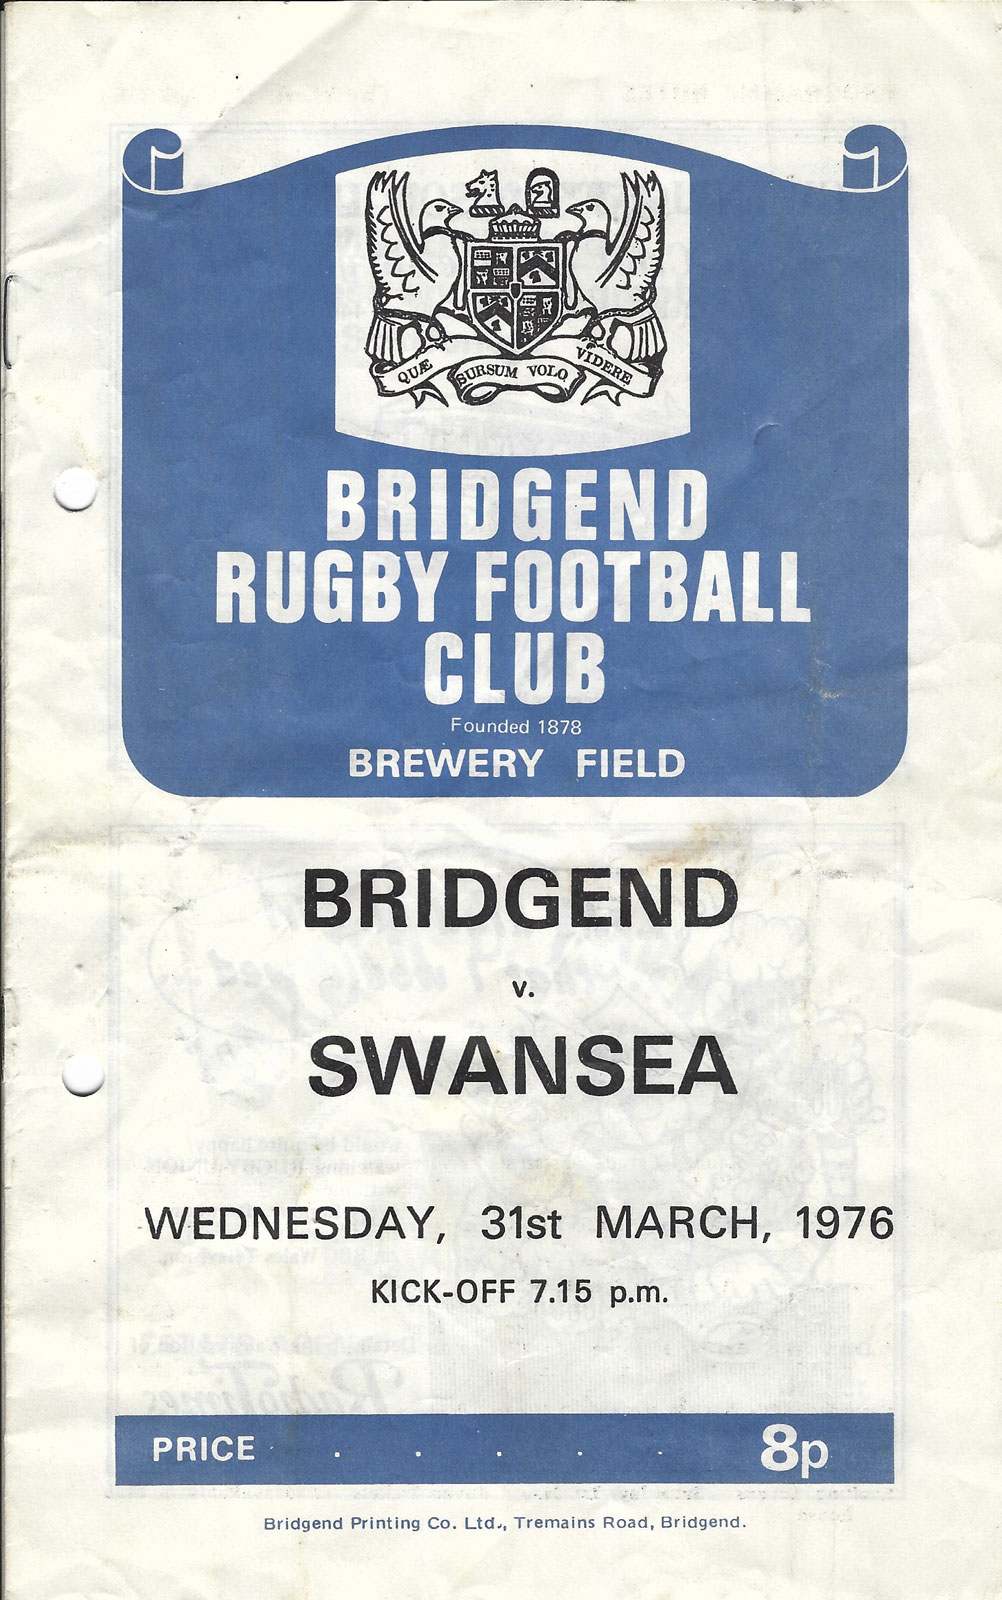 QUÆ SURSUM VOLO VIDERE
BRIDGEND
RUGBY FOOTBALL
CLUB
Founded 1878
BREWERY FIELD
BRIDGEND
v.
SWANSEA
WEDNESDAY, 31st MARCH, 1976
KICK-OFF 7.15 p.m.
PRICE . . . . . 8p
Bridgend Printing Co. Ltd., Tremains Road, Bridgend.